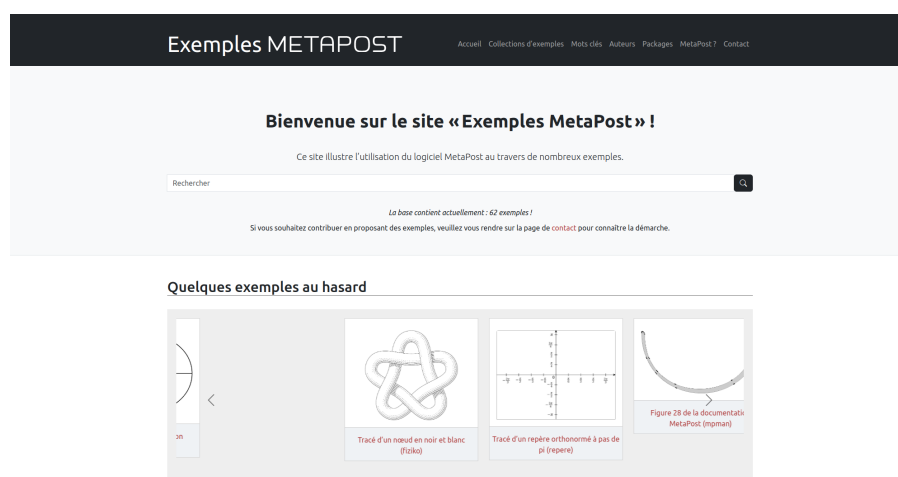 Exemples METAPOST
Accueil Collections d'exemples Mots clés Auteurs Packages MetaPost ? Contact
Bienvenue sur le site « Exemples MetaPost » !
Ce site illustre l'utilisation du logiciel MetaPost au travers de nombreux exemples.
Rechercher
La base contient actuellement : 62 exemples !
Si vous souhaitez contribuer en proposant des exemples, veuillez vous rendre sur la page de contact pour connaître la démarche.
Quelques exemples au hasard
on
Tracé d'un nœud en noir et blanc
(fiziko)
Tracé d'un repère orthonormé à pas de
pi (repere)
Figure 28 de la documentatio
MetaPost (mpman)